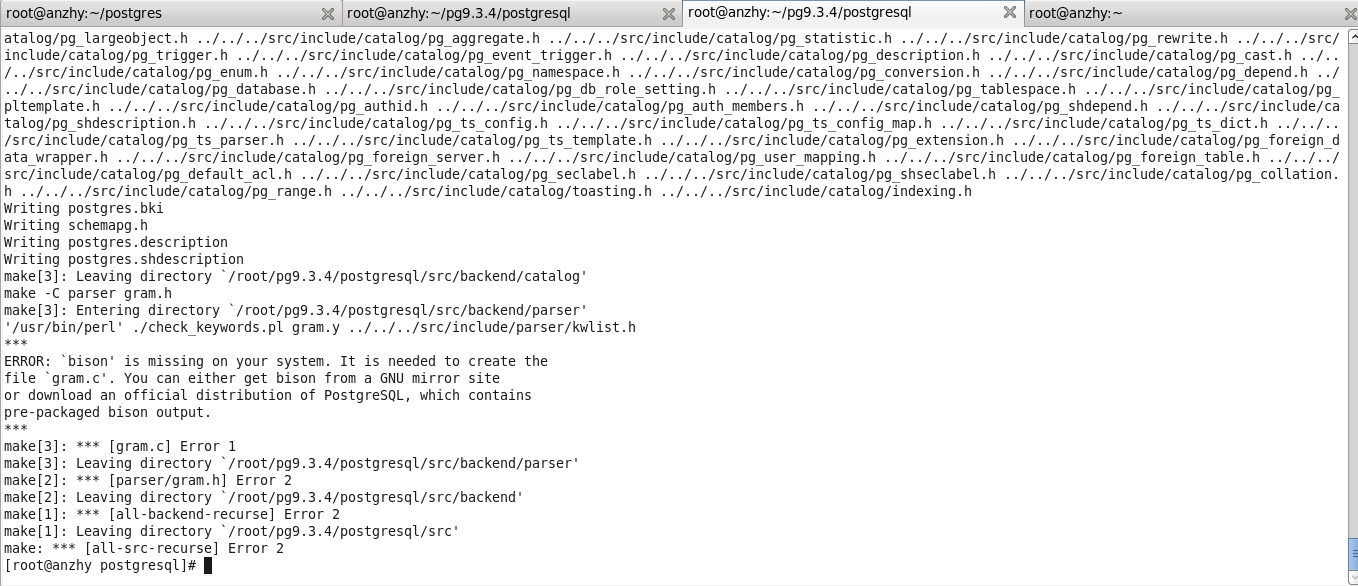 root@anzhy:~/postgres
root@anzhy:~/pg9.3.4/postgresql
root@anzhy:~/pg9.3.4/postgresql
root@anzhy:~
atalog/pg_largeobject.h ../../../src/include/catalog/pg_aggregate.h ../../../src/include/catalog/pg_statistic.h ../../../src/include/catalog/pg_rewrite.h ../../../src/
include/catalog/pg_trigger.h ../../../src/include/catalog/pg_event_trigger.h ../../../src/include/catalog/pg_description.h ../../../src/include/catalog/pg_cast.h ../..
/../src/include/catalog/pg_enum.h ../../../src/include/catalog/pg_namespace.h ../../../src/include/catalog/pg_conversion.h ../../../src/include/catalog/pg_depend.h ../
../../src/include/catalog/pg_database.h ../../../src/include/catalog/pg_db_role_setting.h ../../../src/include/catalog/pg_tablespace.h ../../../src/include/catalog/pg_
pltemplate.h ../../../src/include/catalog/pg_authid.h ../../../src/include/catalog/pg_auth_members.h ../../../src/include/catalog/pg_shdepend.h ../../../src/include/ca
talog/pg_shdescription.h ../../../src/include/catalog/pg_ts_config.h ../../../src/include/catalog/pg_ts_config_map.h ../../../src/include/catalog/pg_ts_dict.h ../../..
/src/include/catalog/pg_ts_parser.h ../../../src/include/catalog/pg_ts_template.h ../../../src/include/catalog/pg_extension.h ../../../src/include/catalog/pg_foreign_d
ata_wrapper.h ../../../src/include/catalog/pg_foreign_server.h ../../../src/include/catalog/pg_user_mapping.h ../../../src/include/catalog/pg_foreign_table.h ../../../
src/include/catalog/pg_default_acl.h ../../../src/include/catalog/pg_seclabel.h ../../../src/include/catalog/pg_shseclabel.h ../../../src/include/catalog/pg_collation.
h ../../../src/include/catalog/pg_range.h ../../../src/include/catalog/toasting.h ../../../src/include/catalog/indexing.h
Writing postgres.bki
Writing schemapg.h
Writing postgres.description
Writing postgres.shdescription
make[3]: Leaving directory `/root/pg9.3.4/postgresql/src/backend/catalog'
make -C parser gram.h
make[3]: Entering directory `/root/pg9.3.4/postgresql/src/backend/parser'
'/usr/bin/perl' ./check_keywords.pl gram.y ../../../src/include/parser/kwlist.h
***
ERROR: `bison' is missing on your system. It is needed to create the
file `gram.c'. You can either get bison from a GNU mirror site
or download an official distribution of PostgreSQL, which contains
pre-packaged bison output.
***
make[3]: *** [gram.c] Error 1
make[3]: Leaving directory `/root/pg9.3.4/postgresql/src/backend/parser'
make[2]: *** [parser/gram.h] Error 2
make[2]: Leaving directory `/root/pg9.3.4/postgresql/src/backend'
make[1]: *** [all-backend-recurse] Error 2
make[1]: Leaving directory `/root/pg9.3.4/postgresql/src'
make: *** [all-src-recurse] Error 2
[root@anzhy postgresql]#